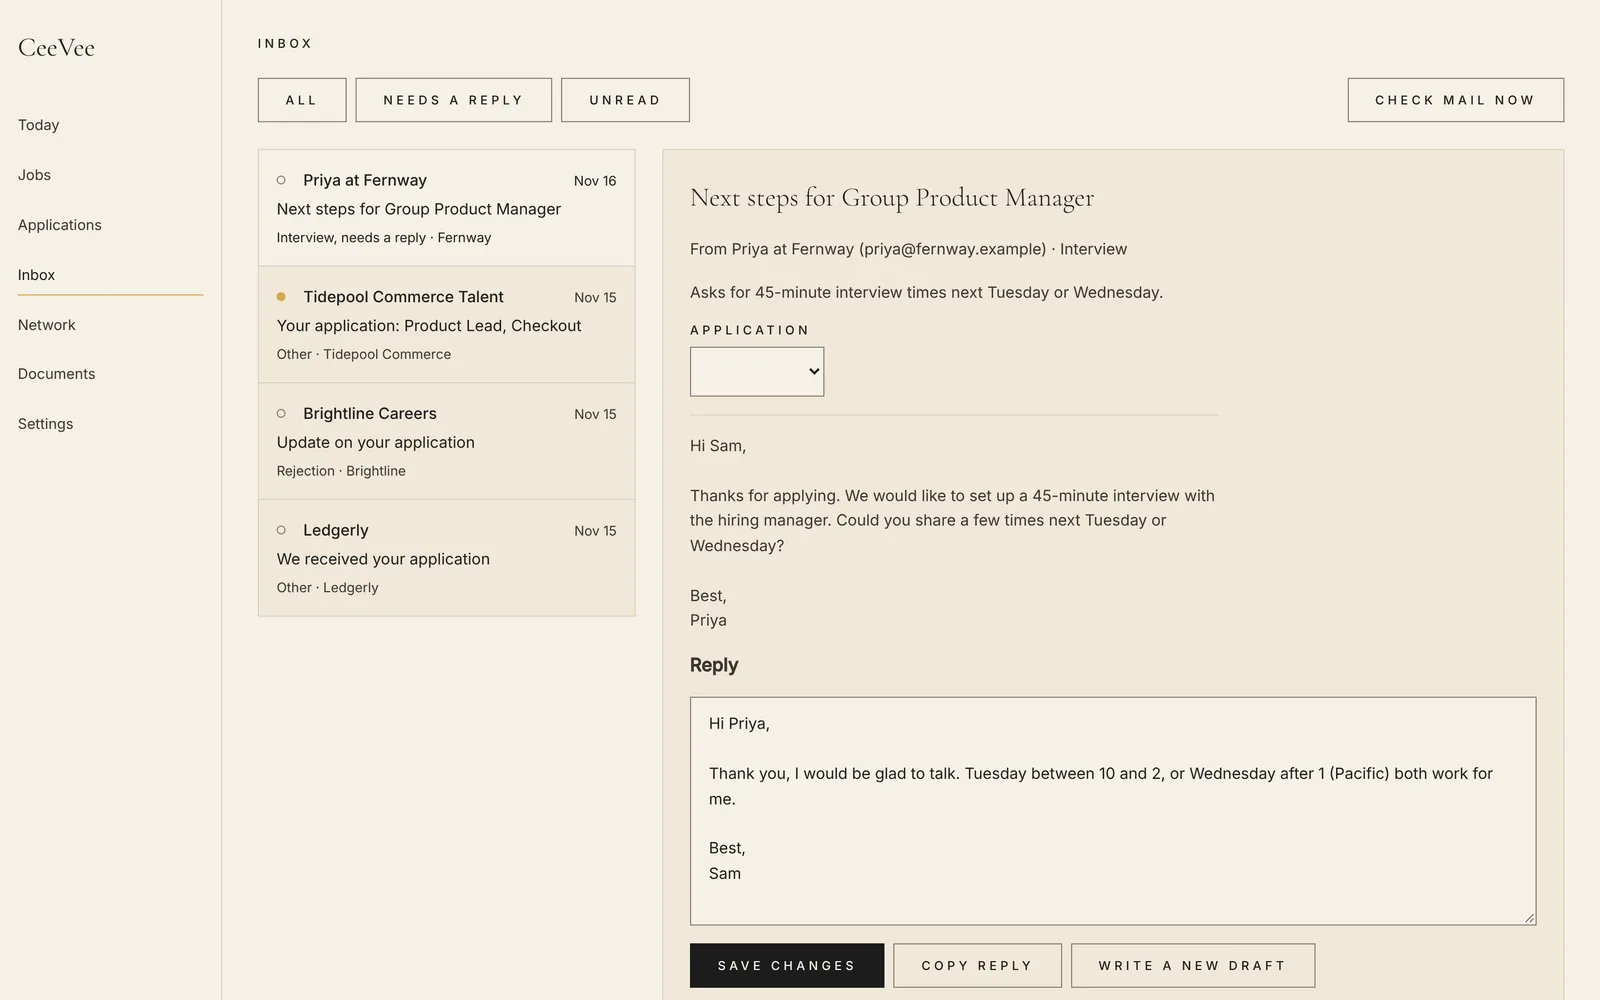 CeeVee
Today
Jobs
Applications
Inbox
Network
Documents
Settings
INBOX
ALL
NEEDS A REPLY
UNREAD
CHECK MAIL NOW
Priya at Fernway
Nov 16
Next steps for Group Product Manager
Interview, needs a reply · Fernway
Tidepool Commerce Talent
Nov 15
Your application: Product Lead, Checkout
Other · Tidepool Commerce
Brightline Careers
Nov 15
Update on your application
Rejection · Brightline
Ledgerly
Nov 15
We received your application
Other · Ledgerly
Next steps for Group Product Manager
From Priya at Fernway (priya@fernway.example) · Interview
Asks for 45-minute interview times next Tuesday or Wednesday.
APPLICATION
Hi Sam,
Thanks for applying. We would like to set up a 45-minute interview with
the hiring manager. Could you share a few times next Tuesday or
Wednesday?
Best,
Priya
Reply
Hi Priya,
Thank you, I would be glad to talk. Tuesday between 10 and 2, or Wednesday after 1 (Pacific) both work for
me.
Best,
Sam
SAVE CHANGES
COPY REPLY
WRITE A NEW DRAFT